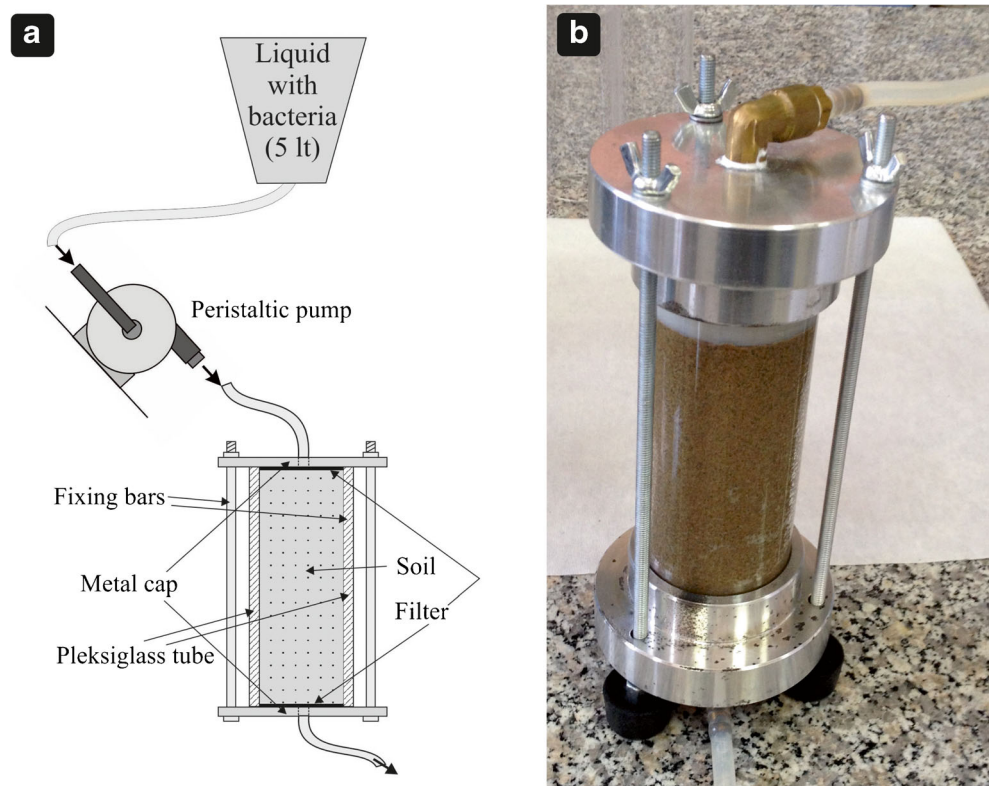 a
Liquid
with
bacteria
(5 lt)
Peristaltic pump
Fixing bars
Metal cap
Soil
Filter
Pleksiglass tube
b